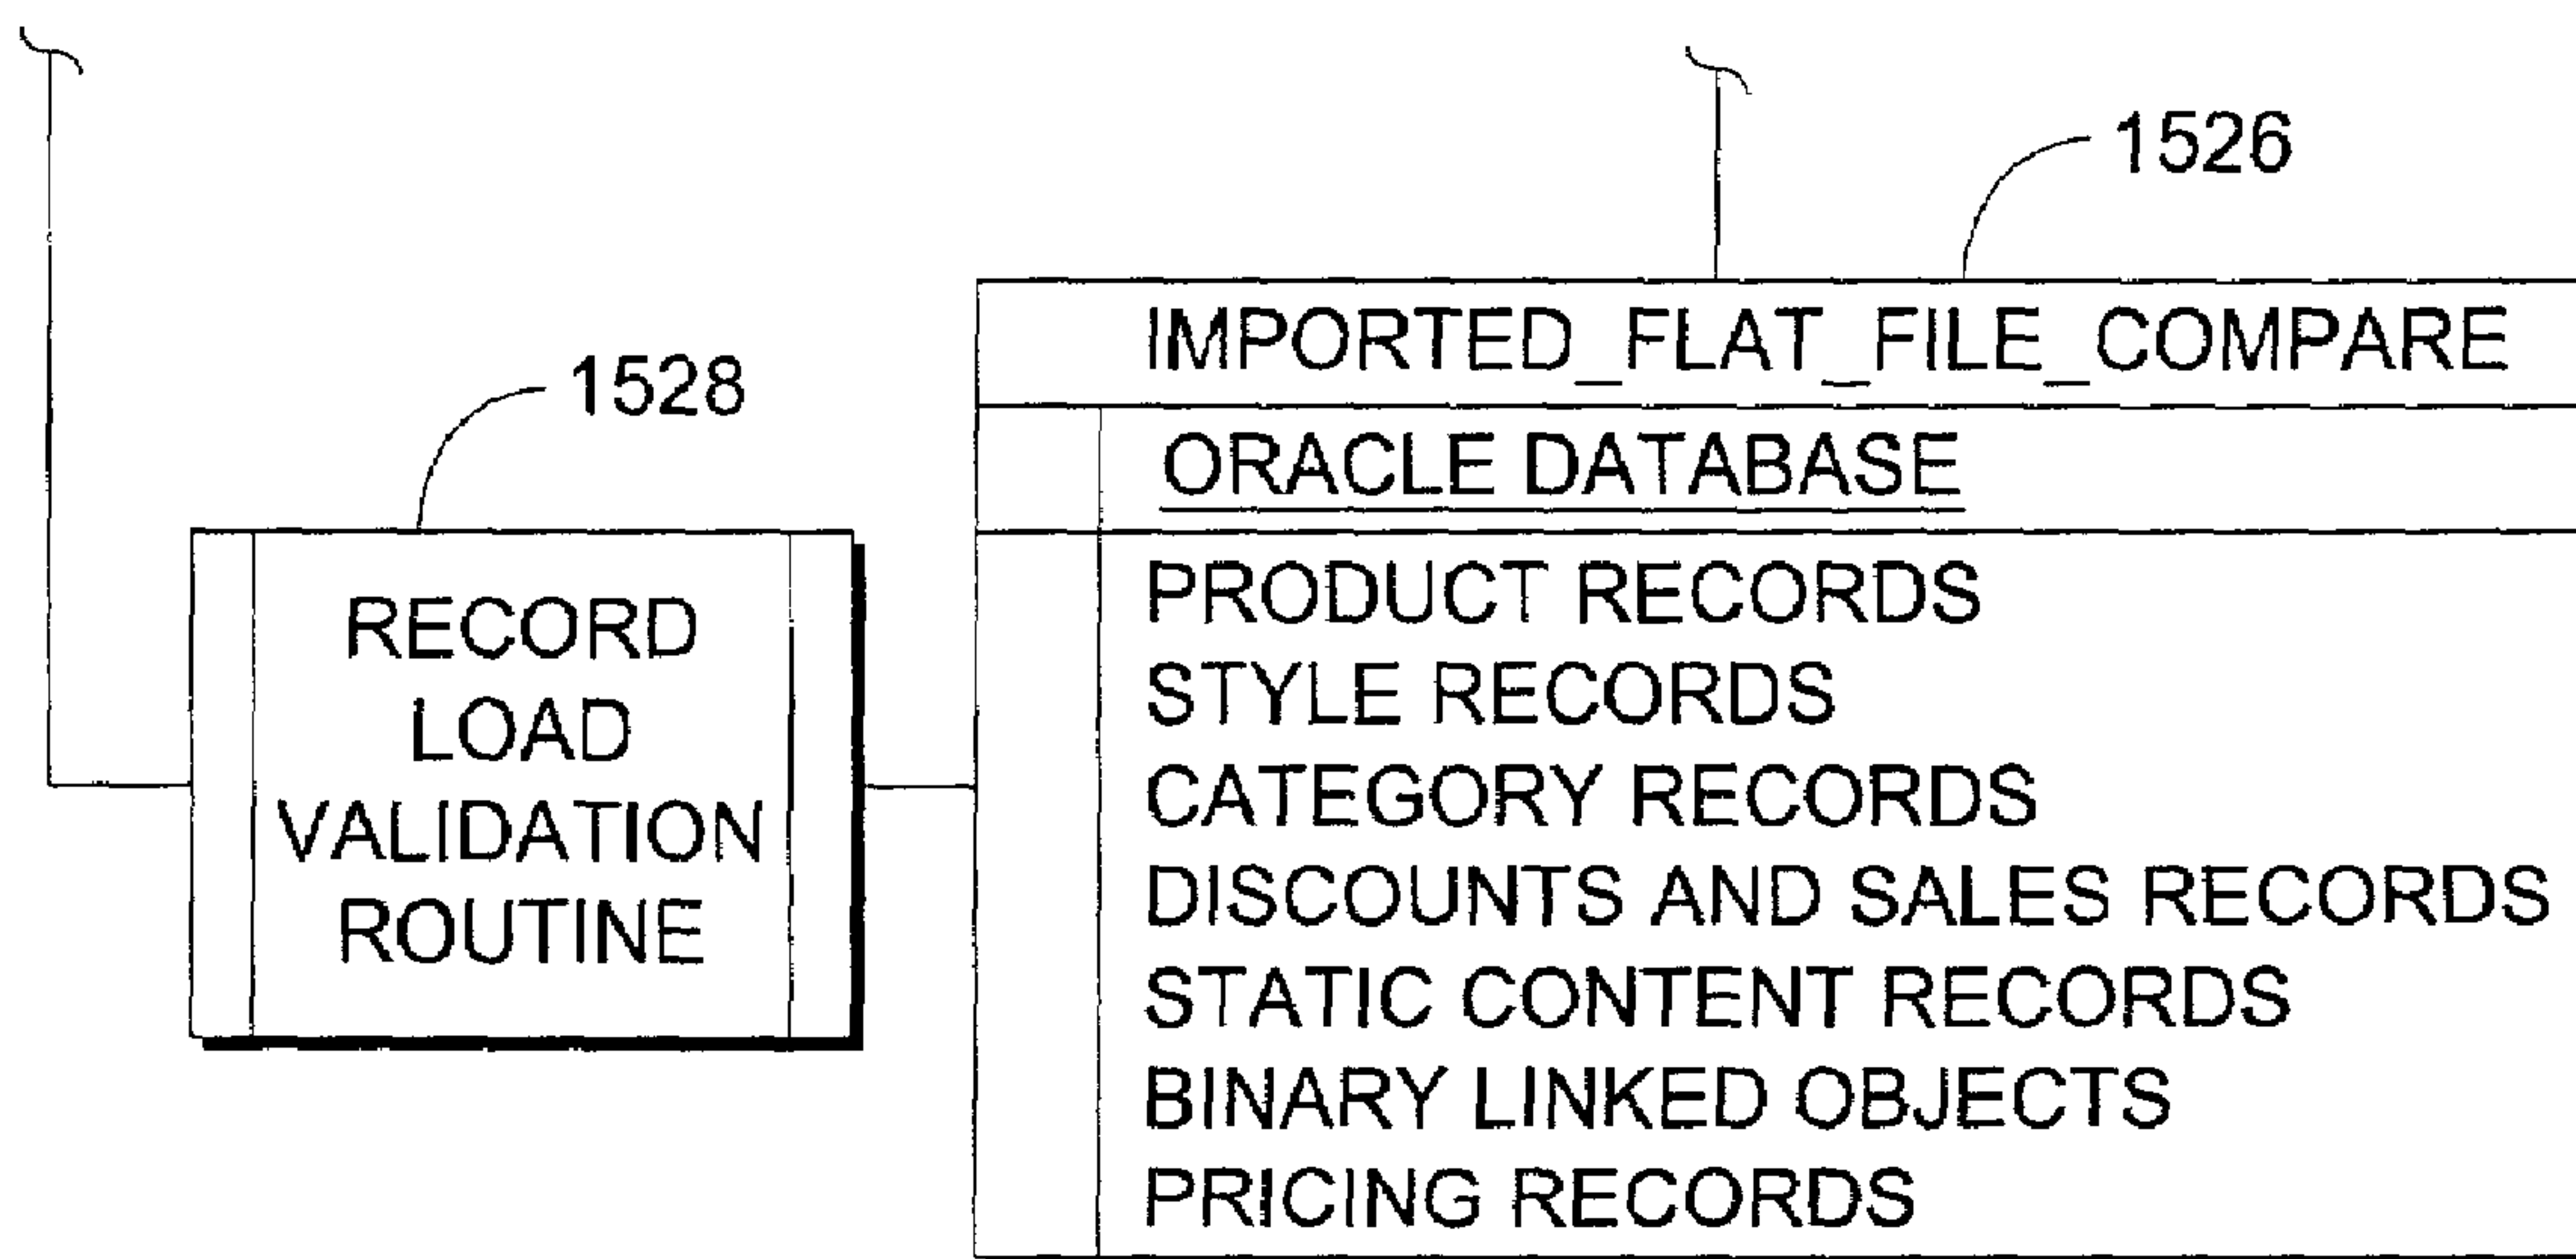 1526
IMPORTED_FLAT_FILE_COMPARE
1528
ORACLE DATABASE
RECORD
LOAD
VALIDATION
ROUTINE
PRODUCT RECORDS
STYLE RECORDS
CATEGORY RECORDS
DISCOUNTS AND SALES RECORDS
STATIC CONTENT RECORDS
BINARY LINKED OBJECTS
PRICING RECORDS